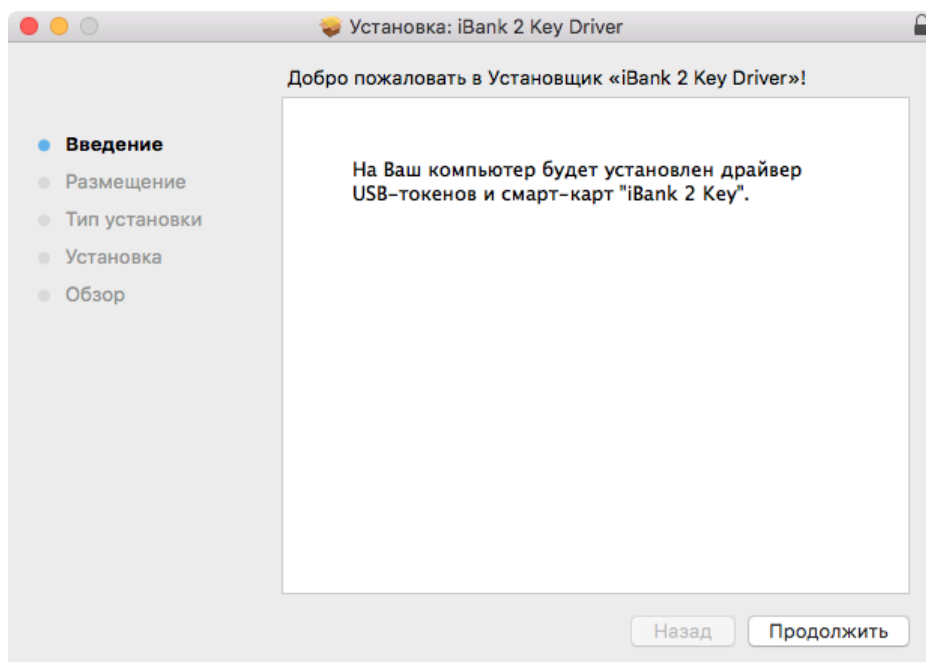 Установка: iBank 2 Key Driver
Добро пожаловать в Установщик «iBank 2 Key Driver»!
Введение
Размещение
Тип установки
Установка
Обзор
На Ваш компьютер будет установлен драйвер
USB-токенов и смарт-карт "iBank 2 Key".
Назад
Продолжить